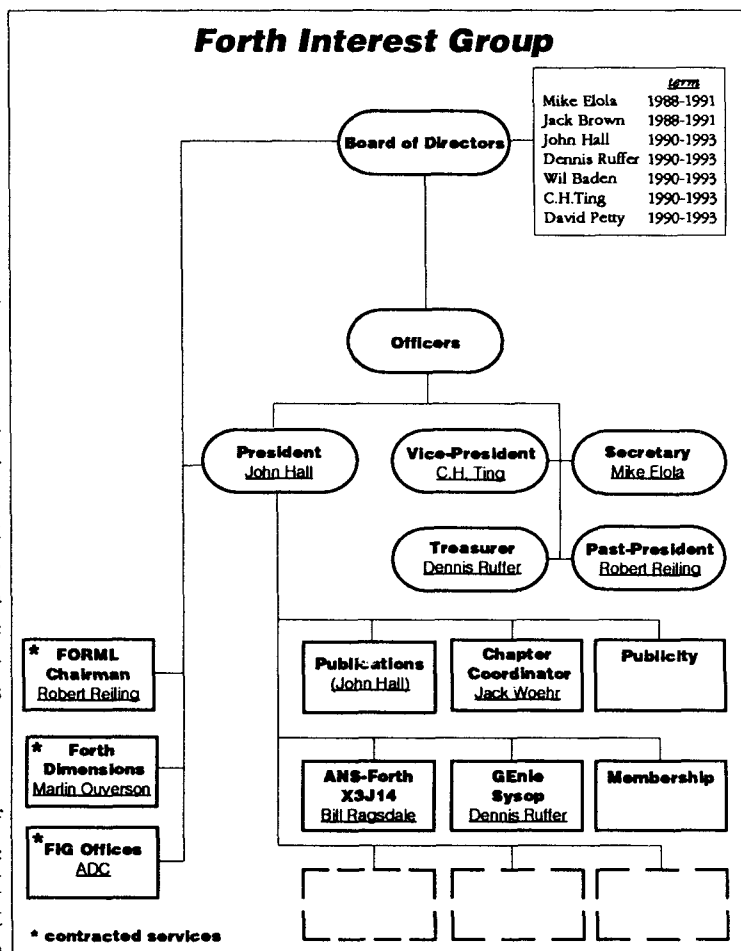 Forth Interest Group
term
Mike Elola 1988-1991
Jack Brown 1988-1991
John Hall 1990-1993
Dennis Ruffer 1990-1993
Wil Baden 1990-1993
C.H.Ting 1990-1993
David Petty 1990-1993
Board of Directors
Officers
President
John Hall
Vice-President
C.H. Ting
Secretary
Mike Elola
Treasurer
Dennis Ruffer
Past-President
Robert Reiling
* FORML
Chairman
Robert Reiling
Publications
(John Hall)
Chapter
Coordinator
Jack Woehr
Publicity
* Forth
Dimensions
Marlin Ouverson
ANS-Forth
X3J14
Bill Ragsdale
GEnie
Sysop
Dennis Ruffer
Membership
*FIG Offices
ADC
* contracted services